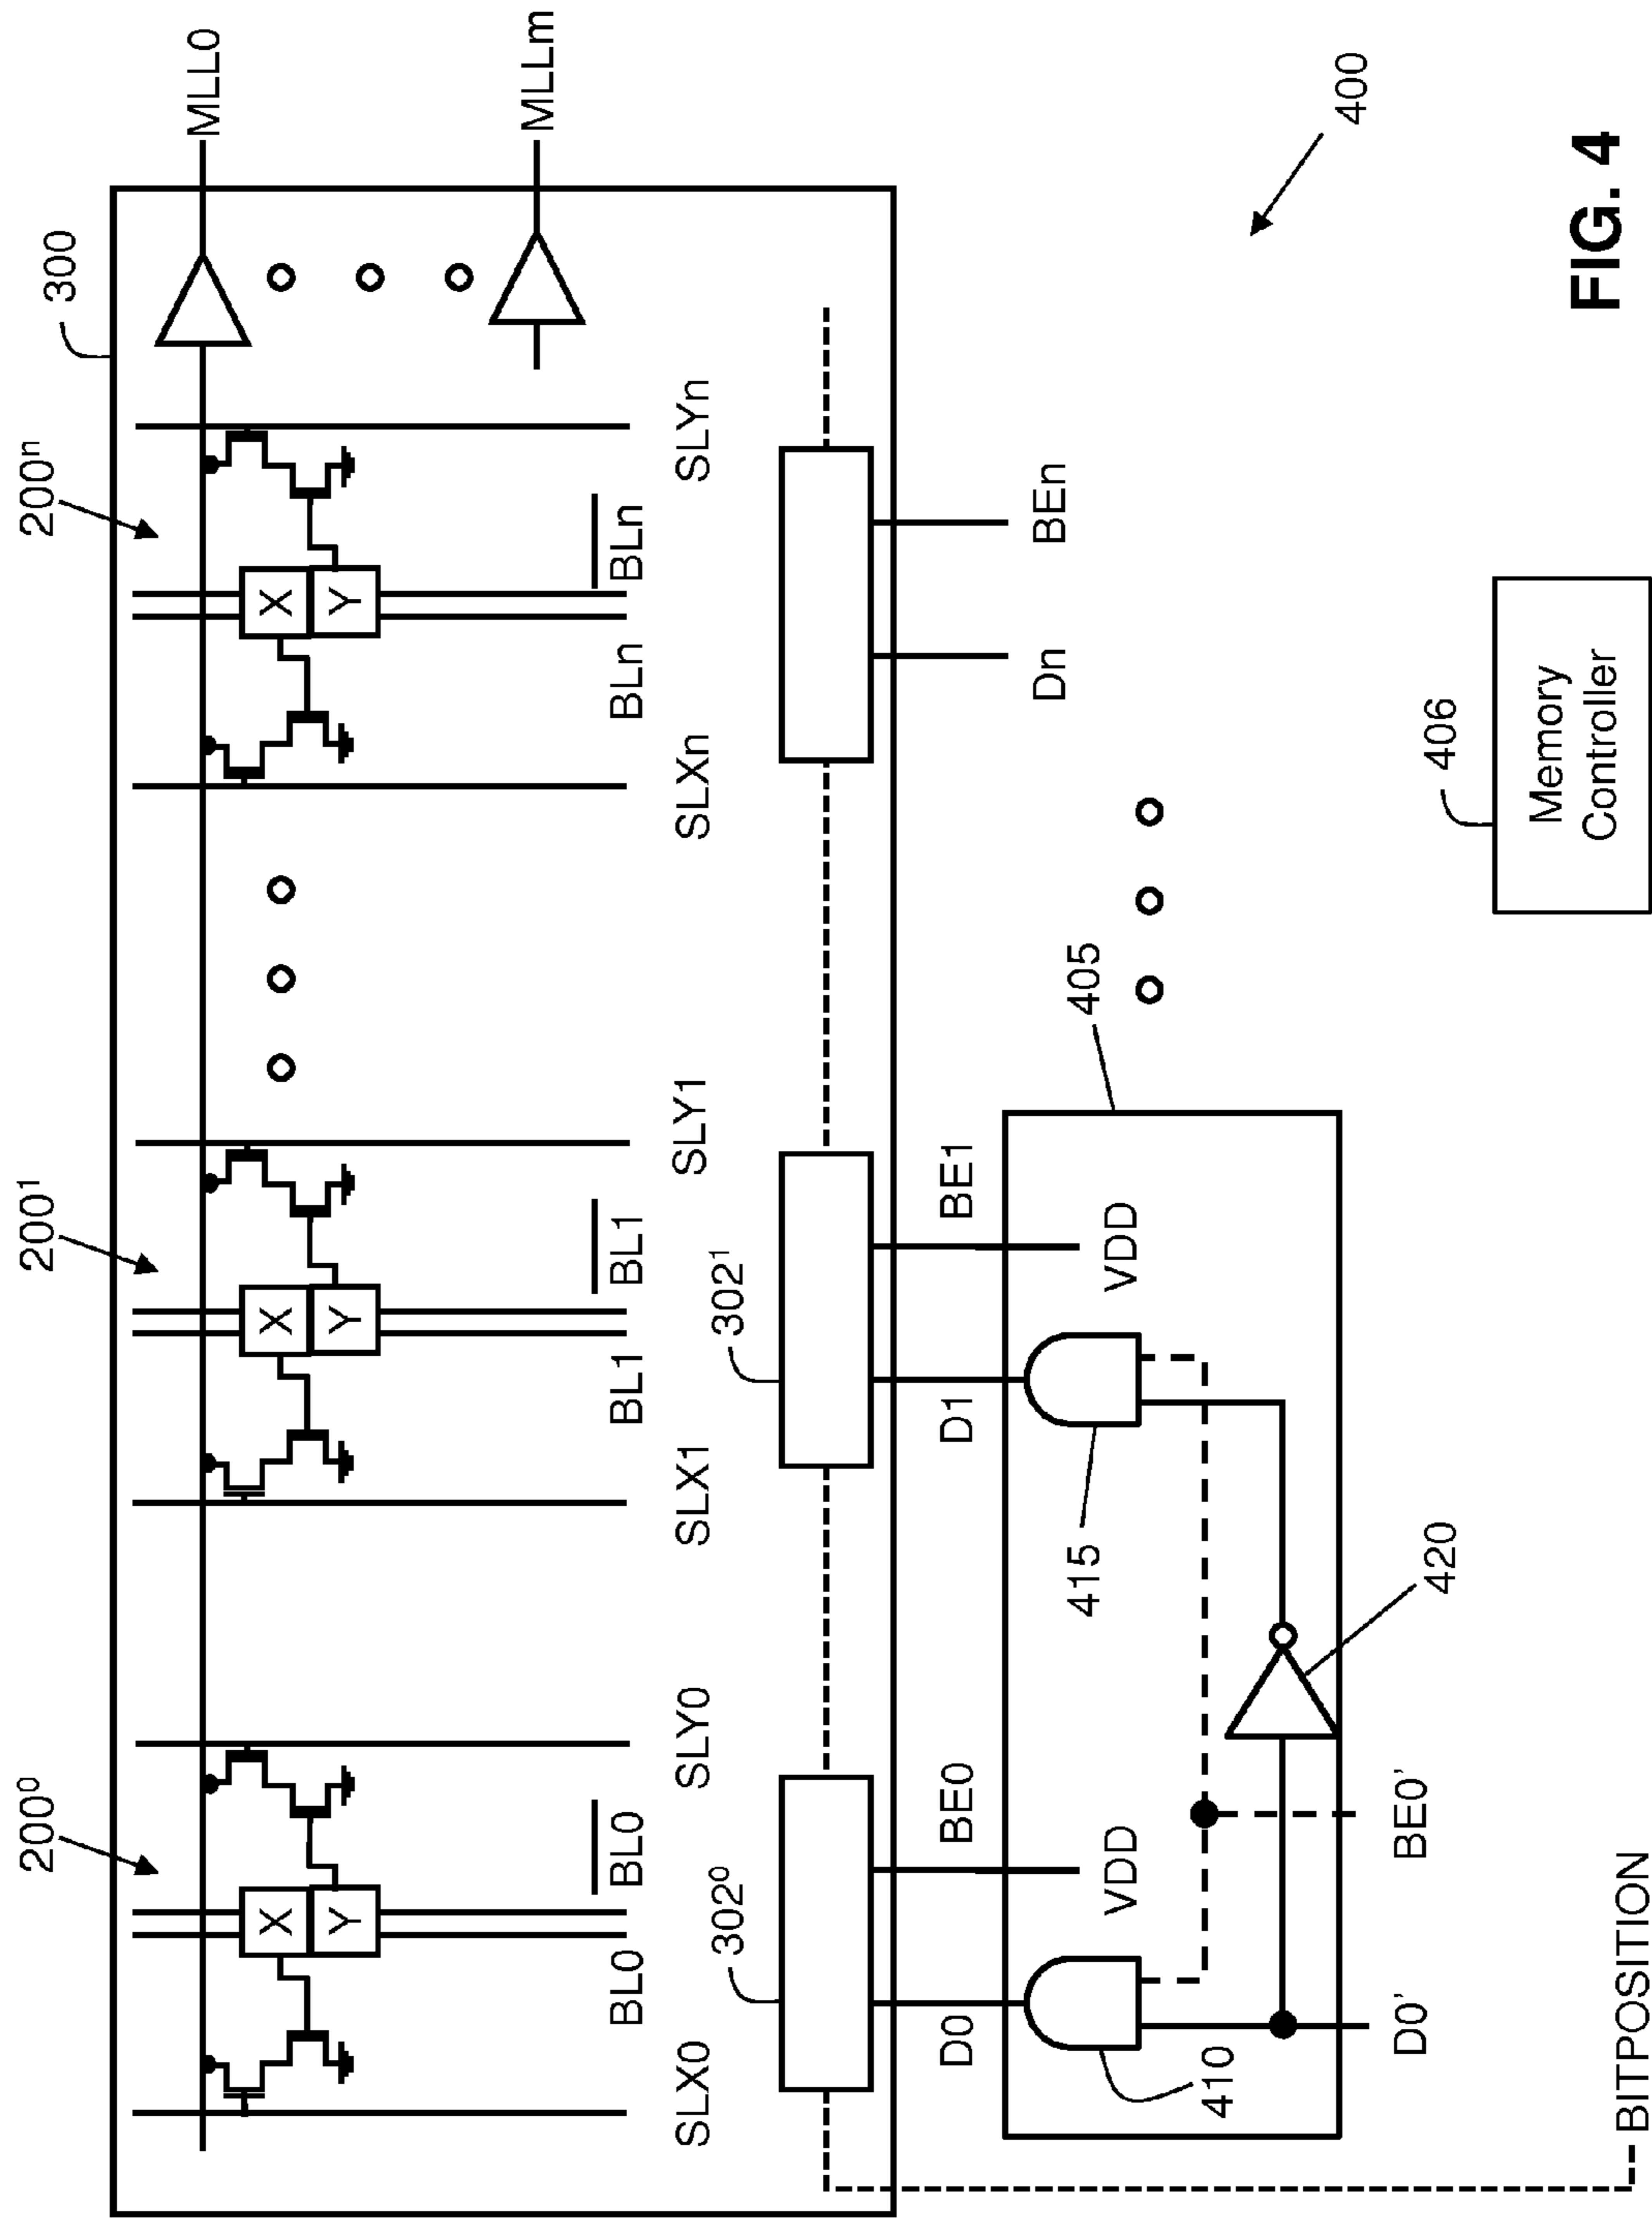 300
200⁰
200¹
200ⁿ
MLL0
MLLm
X
Y
X
Y
X
Y
BL0
BL0
BL1
BL1
BLn
BLn
SLX0
SLY0
SLX1
SLY1
SLXn
SLYn
302⁰
302¹
D0
BE0
D1
BE1
Dn
BEn
405
VDD
VDD
410
415
420
D0'
BE0'
BITPOSITION
406
Memory
Controller
400
FIG. 4